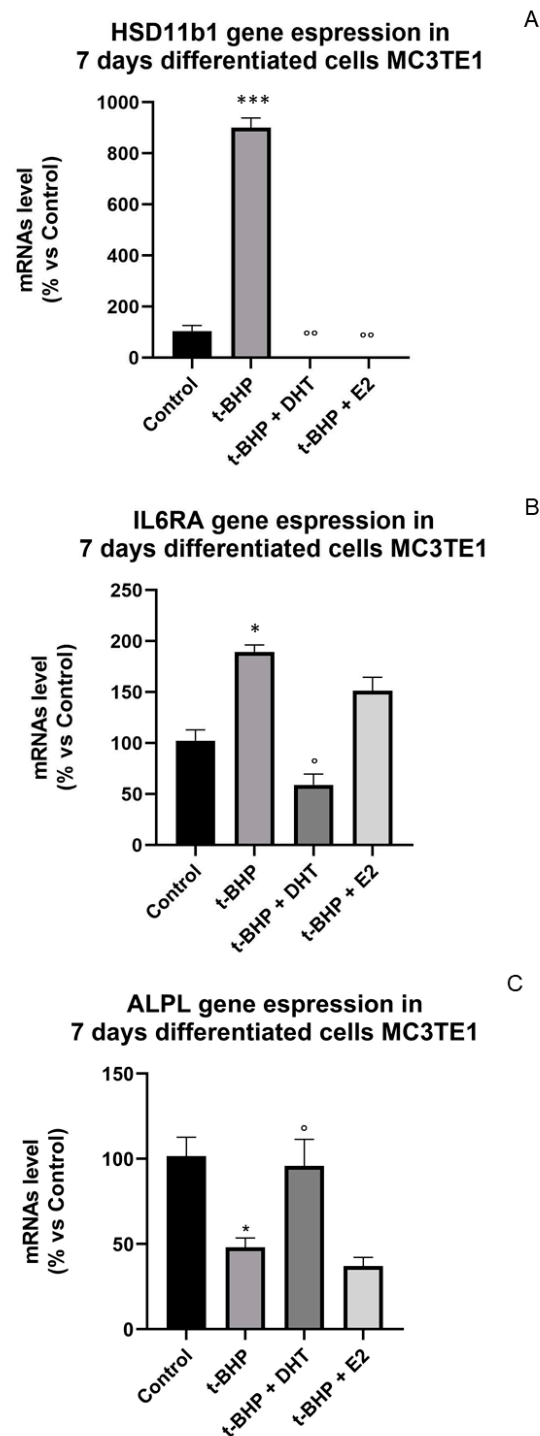 A
HSD11b1 gene espression in
7 days differentiated cells MC3TE1
mRNAs level
(% vs Control)
1000
800
600
400
200
0
***
°°
°°
Control
t-BHP
t-BHP + DHT
t-BHP + E2
B
IL6RA gene espression in
7 days differentiated cells MC3TE1
mRNAs level
(% vs Control)
250
200
150
100
50
0
*
°
Control
t-BHP
t-BHP + DHT
t-BHP + E2
C
ALPL gene espression in
7 days differentiated cells MC3TE1
mRNAs level
(% vs Control)
150
100
50
0
*
°
Control
t-BHP
t-BHP + DHT
t-BHP + E2